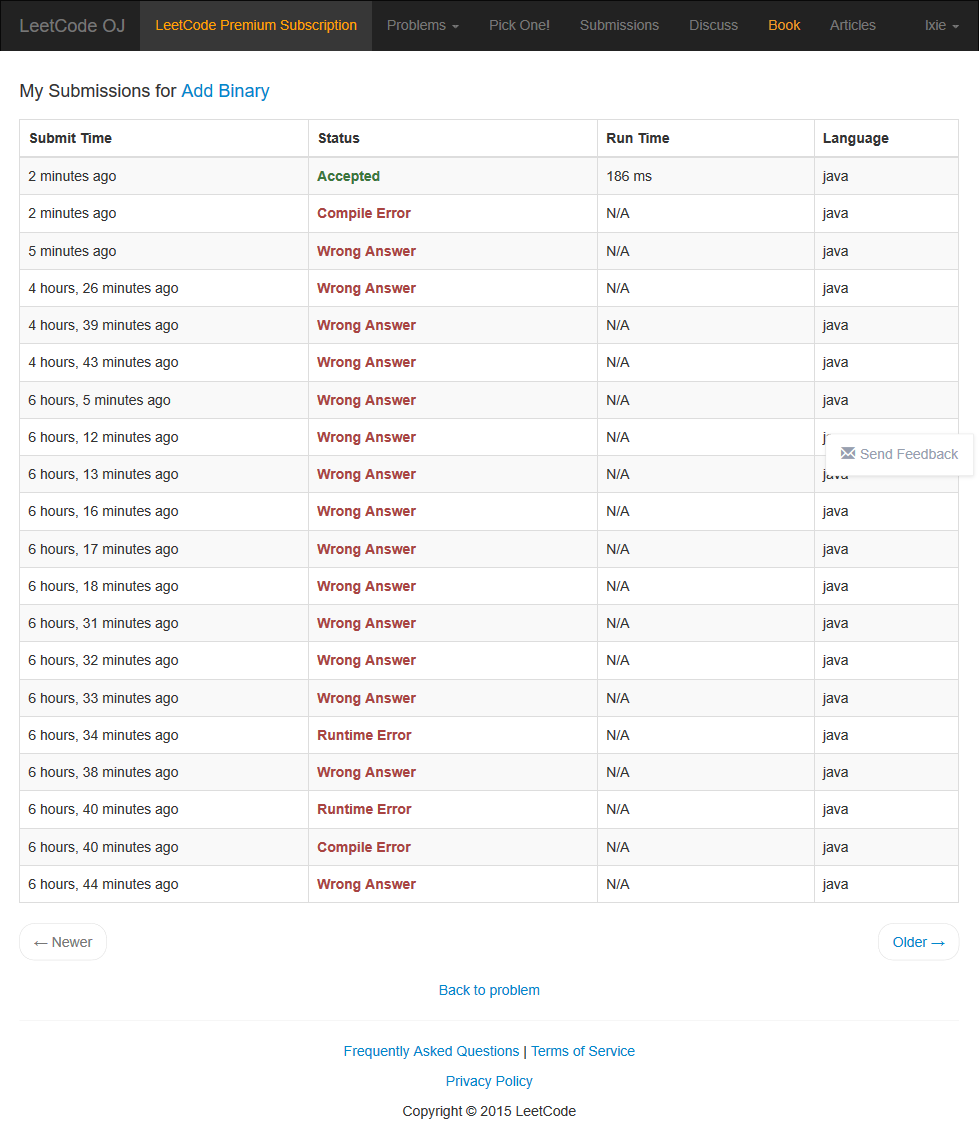 LeetCode OJ LeetCode Premium Subscription Problems Pick One! Submissions Discuss Book Articles lxie
My Submissions for Add Binary
Submit Time Status Run Time Language
2 minutes ago Accepted 186 ms java
2 minutes ago Compile Error N/A java
5 minutes ago Wrong Answer N/A java
4 hours, 26 minutes ago Wrong Answer N/A java
4 hours, 39 minutes ago Wrong Answer N/A java
4 hours, 43 minutes ago Wrong Answer N/A java
6 hours, 5 minutes ago Wrong Answer N/A java
6 hours, 12 minutes ago Wrong Answer N/A
Send Feedback
6 hours, 13 minutes ago Wrong Answer N/A java
6 hours, 16 minutes ago Wrong Answer N/A java
6 hours, 17 minutes ago Wrong Answer N/A java
6 hours, 18 minutes ago Wrong Answer N/A java
6 hours, 31 minutes ago Wrong Answer N/A java
6 hours, 32 minutes ago Wrong Answer N/A java
6 hours, 33 minutes ago Wrong Answer N/A java
6 hours, 34 minutes ago Runtime Error N/A java
6 hours, 38 minutes ago Wrong Answer N/A java
6 hours, 40 minutes ago Runtime Error N/A java
6 hours, 40 minutes ago Compile Error N/A java
6 hours, 44 minutes ago Wrong Answer N/A java
← Newer Older →
Back to problem
Frequently Asked Questions | Terms of Service
Privacy Policy
Copyright © 2015 LeetCode